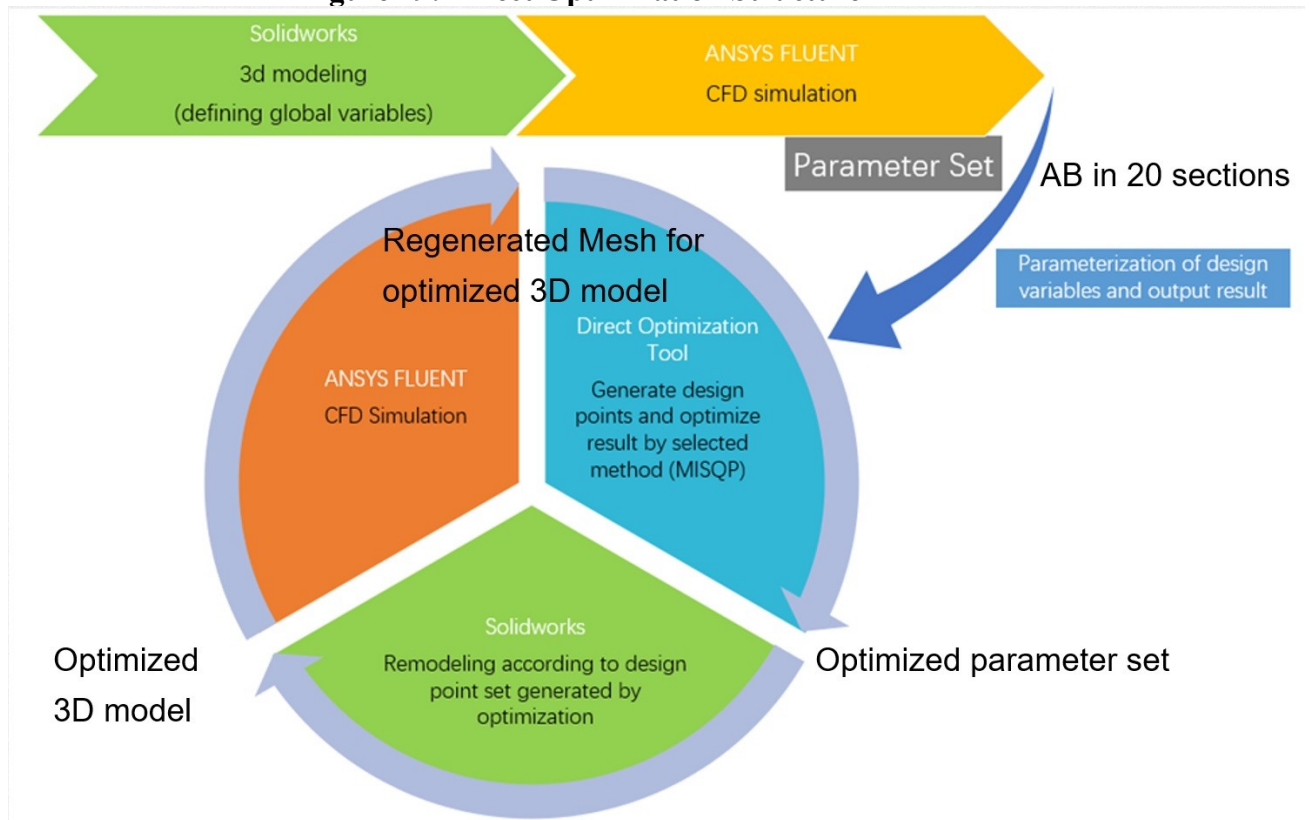 Solidworks
3d modeling
(defining global variables)
ANSYS FLUENT
CFD simulation
Parameter Set
AB in 20 sections
Parameterization of design
variables and output result
Regenerated Mesh for
optimized 3D model
Direct Optimization
Tool
Generate design
points and optimize
result by selected
method (MISQP)
ANSYS FLUENT
CFD Simulation
Solidworks
Remodeling according to design
point set generated by
optimization
Optimized parameter set
Optimized
3D model